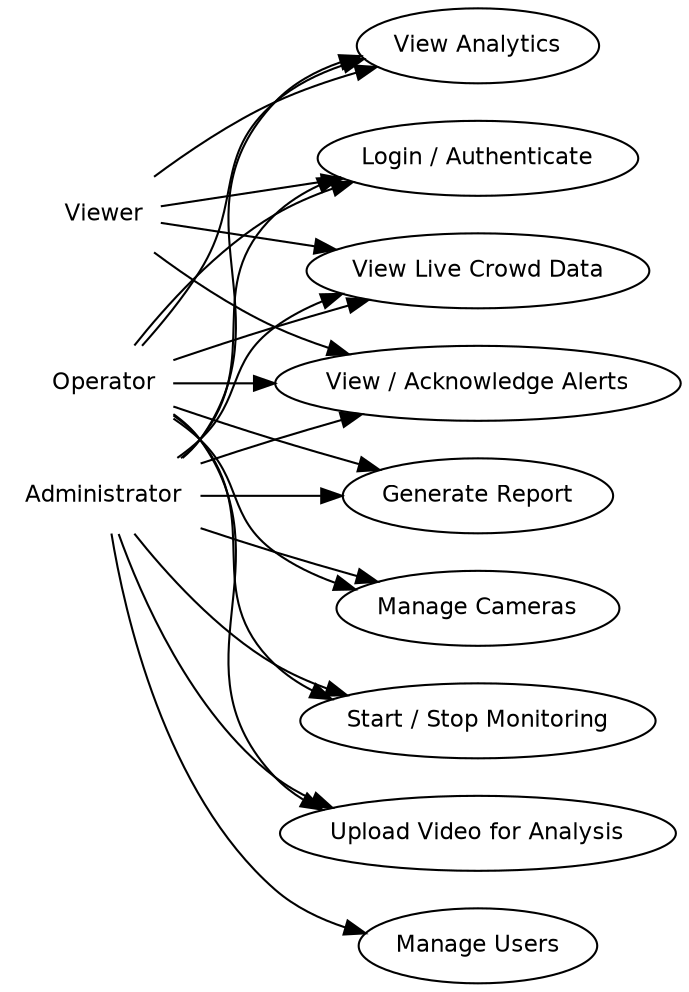 View Analytics
Login / Authenticate
Viewer
View Live Crowd Data
Operator
View / Acknowledge Alerts
Administrator
Generate Report
Manage Cameras
Start / Stop Monitoring
Upload Video for Analysis
Manage Users